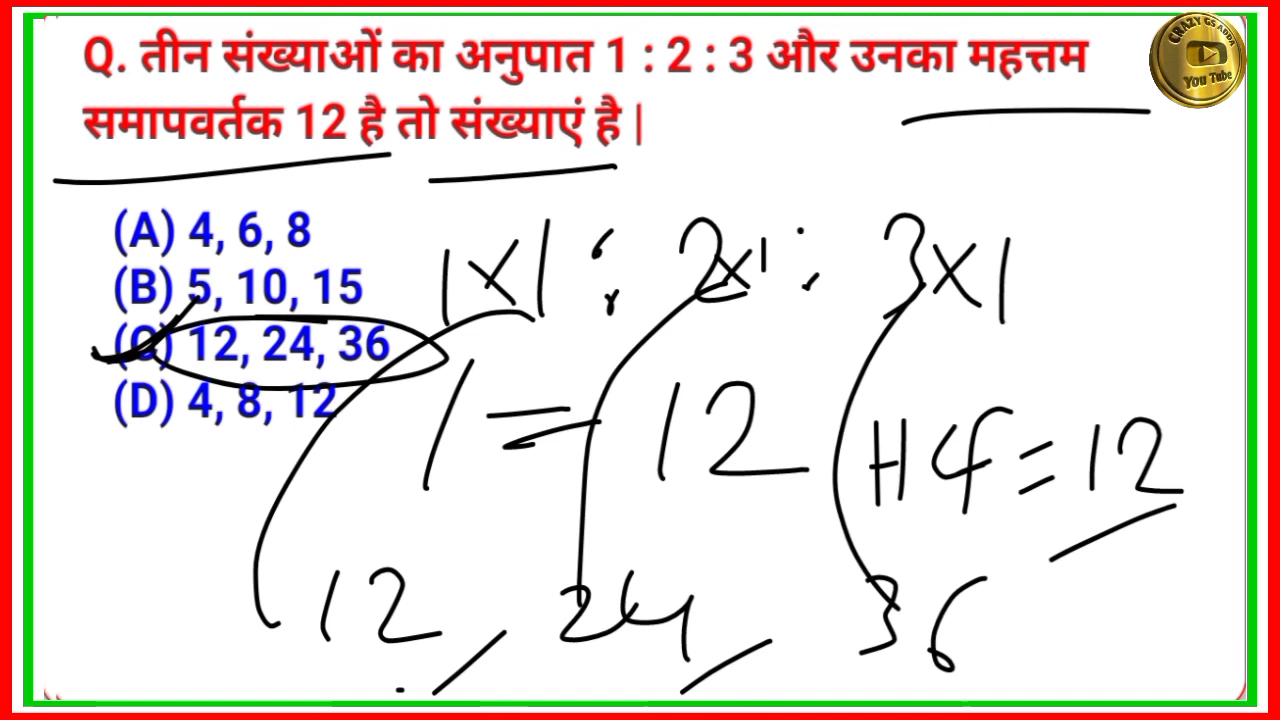 Q. तीन संख्याओं का अनुपात 1 : 2 : 3 और उनका महत्तम
समापवर्तक 12 है तो संख्याएं है |
CRAZY GS ADDA
You Tube
(A) 4, 6, 8
(B) 5, 10, 15
(C) 12, 24, 36
(D) 4, 8, 12
1×1 : 2×1 : 3×1
1 = 12
HCF = 12
12, 24, 36